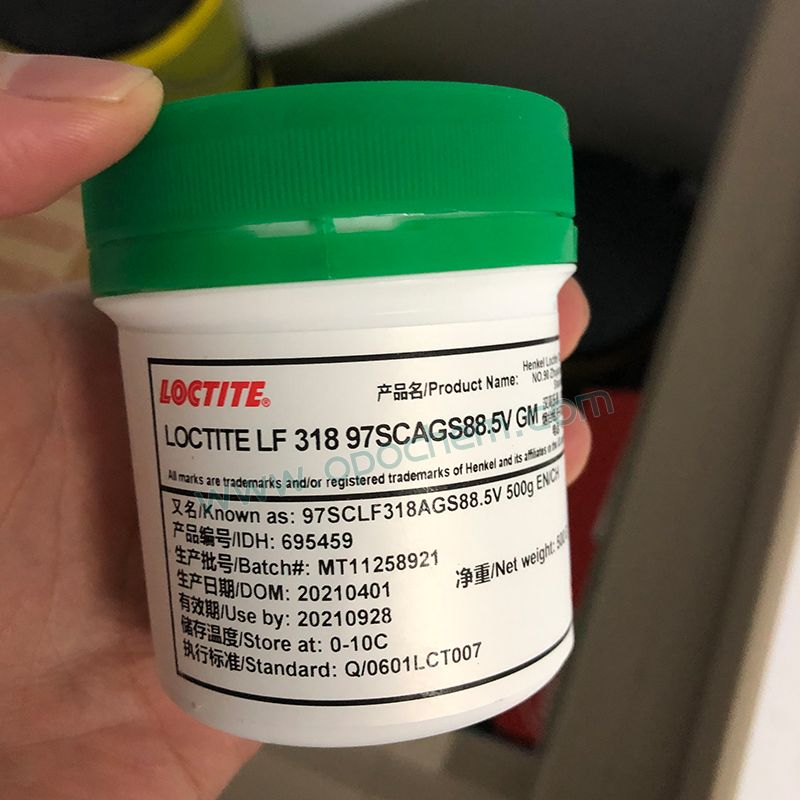 LOCTITE®
产品名/Product Name:
Henkel Loctite
NO.90
LOCTITE LF 318 97SCAGS88.5V GM
All marks are trademarks and/or registered trademarks of Henkel and its affiliates in the
www.opochem.com
又名/Known as: 97SCLF318AGS88.5V 500g EN/CH
产品编号/IDH: 695459
生产批号/Batch#: MT11258921
净重/Net weight:
生产日期/DOM: 20210401
有效期/Use by: 20210928
储存温度/Store at: 0-10C
执行标准/Standard: Q/0601LCT007